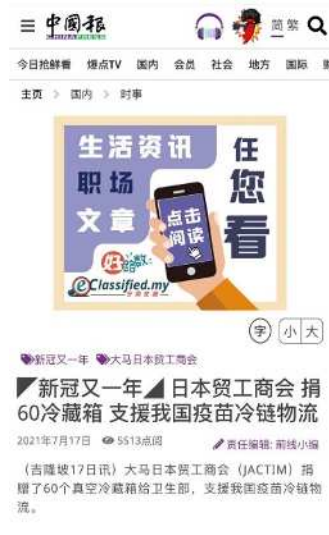 中國報
CHINA PRESS
简 繁
今日抢鲜看 爆点TV 国内 会员 社会 地方 国际
主页 > 国内 > 时事
生活资讯
职场
文章
任您看
点击
阅读
eClassified.my
字 小 大
新冠又一年 大马日本贸工商会
◤新冠又一年◢ 日本贸工商会 捐
60冷藏箱 支援我国疫苗冷链物流
2021年7月17日 5513点阅
责任编辑: 前线小编
（吉隆坡17日讯）大马日本贸工商会（JACTIM）捐
赠了60个真空冷藏箱给卫生部，支援我国疫苗冷链物
流。